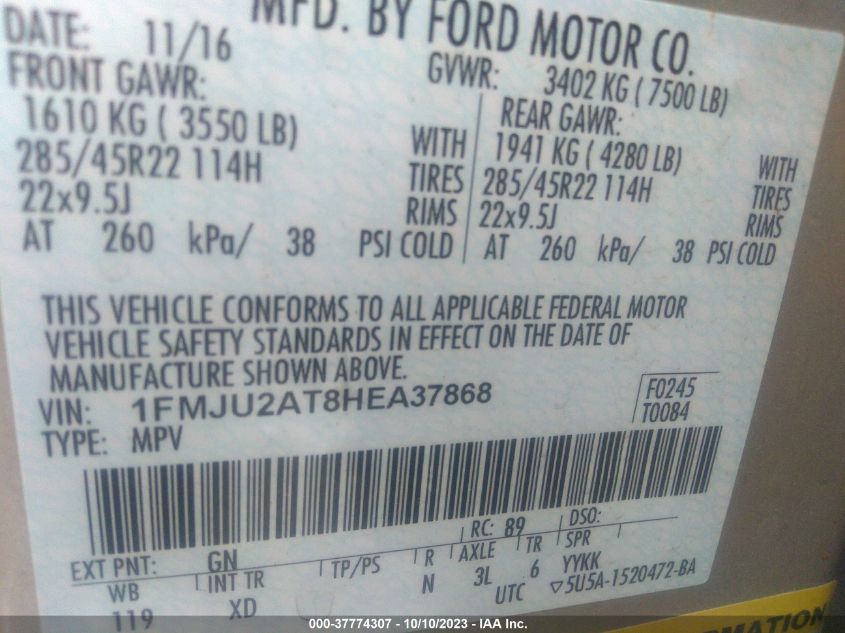 MFD. BY FORD MOTOR CO.
DATE: 11/16 GVWR: 3402 KG ( 7500 LB)
FRONT GAWR: REAR GAWR:
1610 KG ( 3550 LB) WITH 1941 KG ( 4280 LB) WITH
285/45R22 114H TIRES 285/45R22 114H TIRES
22x9.5J RIMS 22x9.5J RIMS
AT 260 kPa/ 38 PSI COLD AT 260 kPa/ 38 PSI COLD
THIS VEHICLE CONFORMS TO ALL APPLICABLE FEDERAL MOTOR
VEHICLE SAFETY STANDARDS IN EFFECT ON THE DATE OF
MANUFACTURE SHOWN ABOVE.
VIN: 1FMJU2AT8HEA37868 F0245
TYPE: MPV T0084
EXT PNT: GN RC: 89 DSO:
WB INT TR TP/PS R AXLE TR SPR
119 XD N 3L 6 YYKK
UTC ▽5U5A-1520472-BA
000-37774307 - 10/10/2023 - IAA Inc.